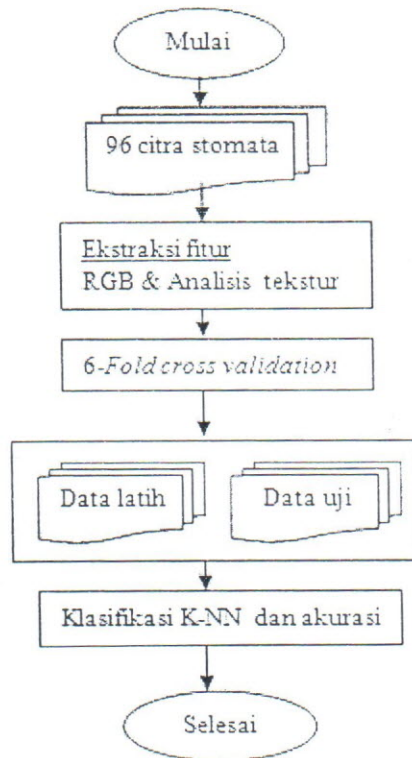 Mulai
96 citra stomata
Ekstraksi fitur
RGB & Analisis tekstur
6-Fold cross validation
Data latih
Data uji
Klasifikasi K-NN dan akurasi
Selesai